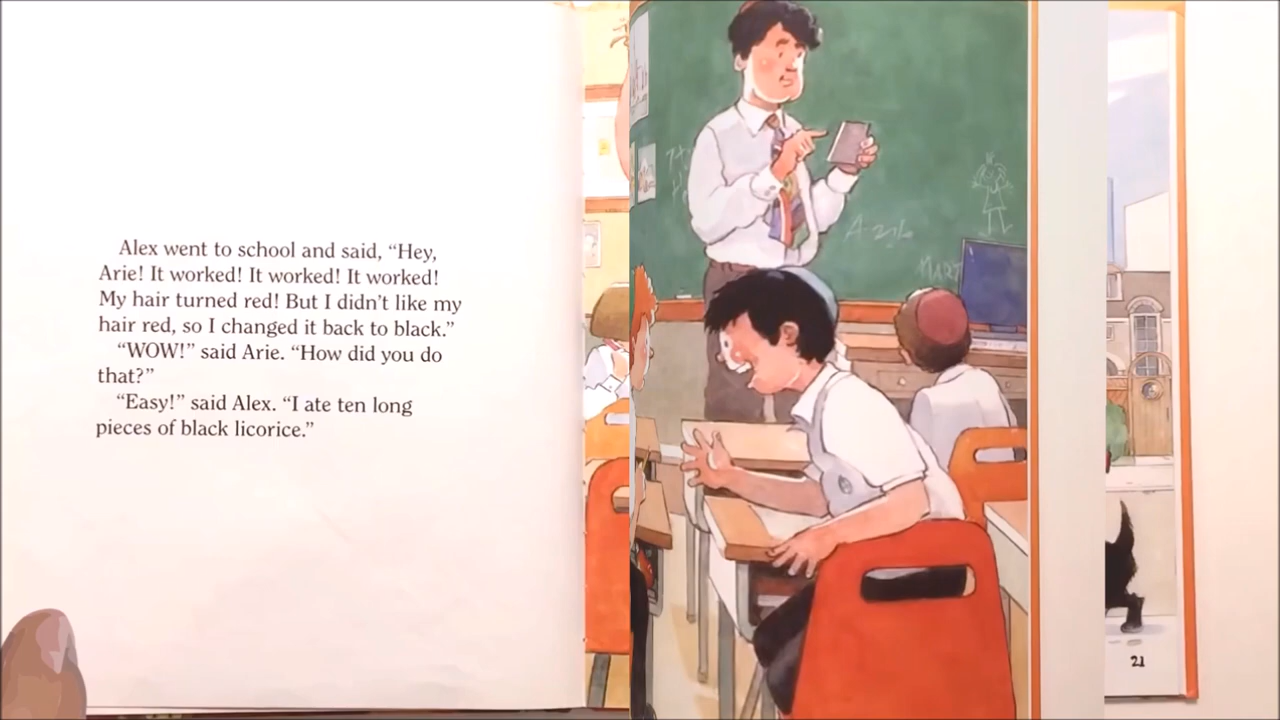 Alex went to school and said, “Hey,
Arie! It worked! It worked! It worked!
My hair turned red! But I didn’t like my
hair red, so I changed it back to black.”
“WOW!” said Arie. “How did you do
that?”
“Easy!” said Alex. “I ate ten long
pieces of black licorice.”
21